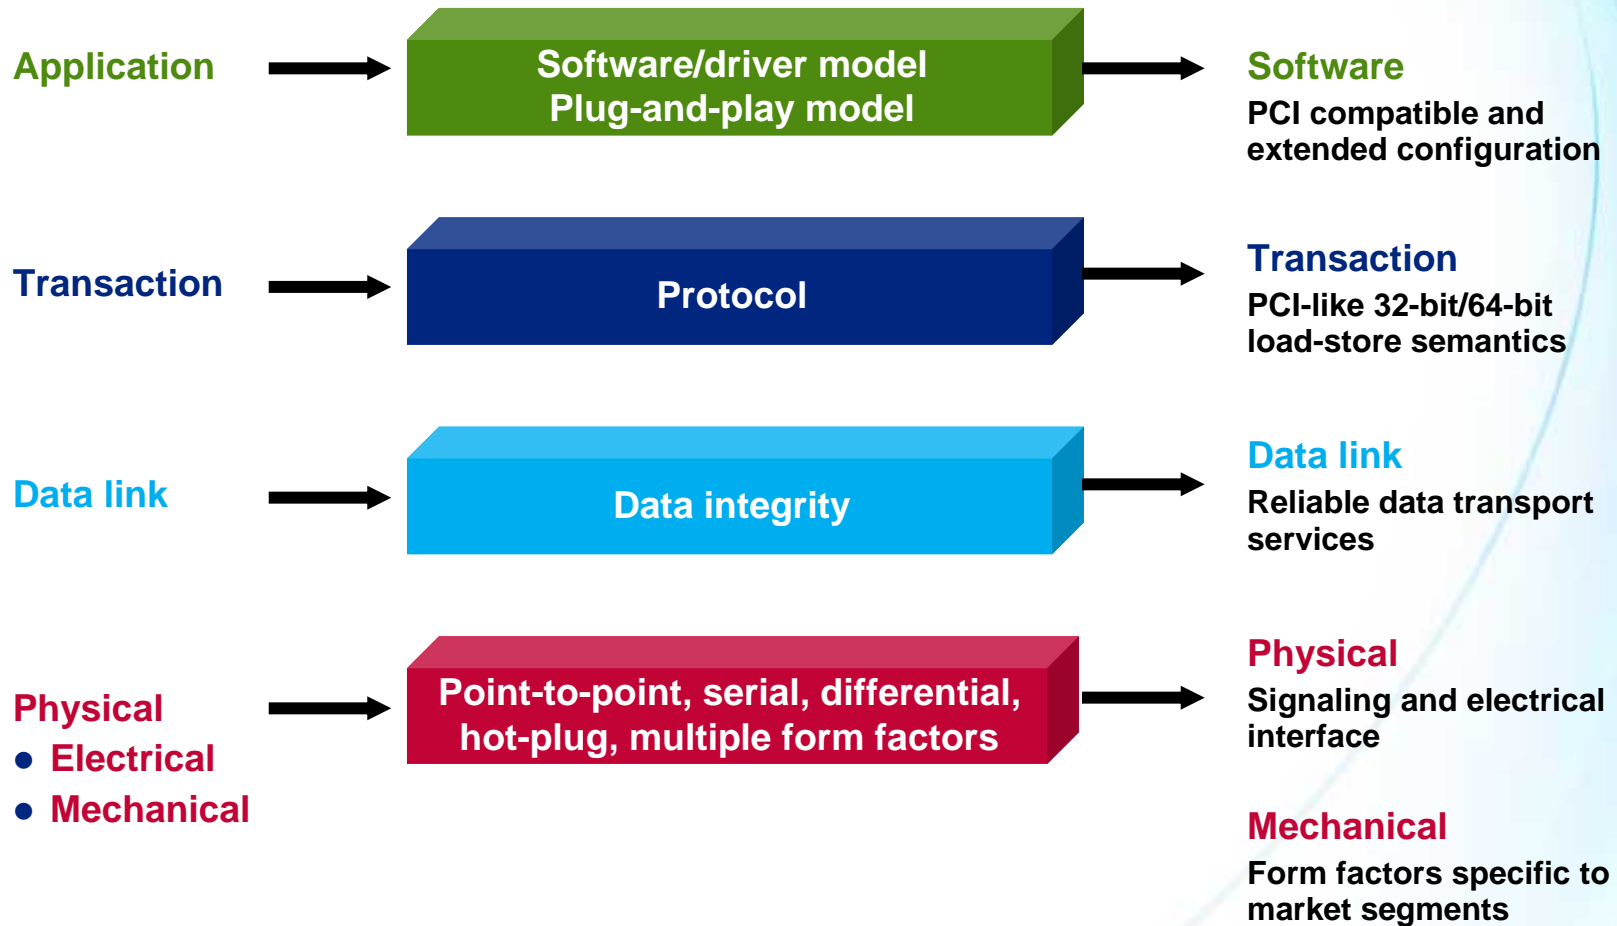 Application
Software/driver model
Plug-and-play model
Software
PCI compatible and
extended configuration
Transaction
Protocol
Transaction
PCI-like 32-bit/64-bit
load-store semantics
Data link
Data integrity
Data link
Reliable data transport
services
Physical
● Electrical
● Mechanical
Point-to-point, serial, differential,
hot-plug, multiple form factors
Physical
Signaling and electrical
interface
Mechanical
Form factors specific to
market segments